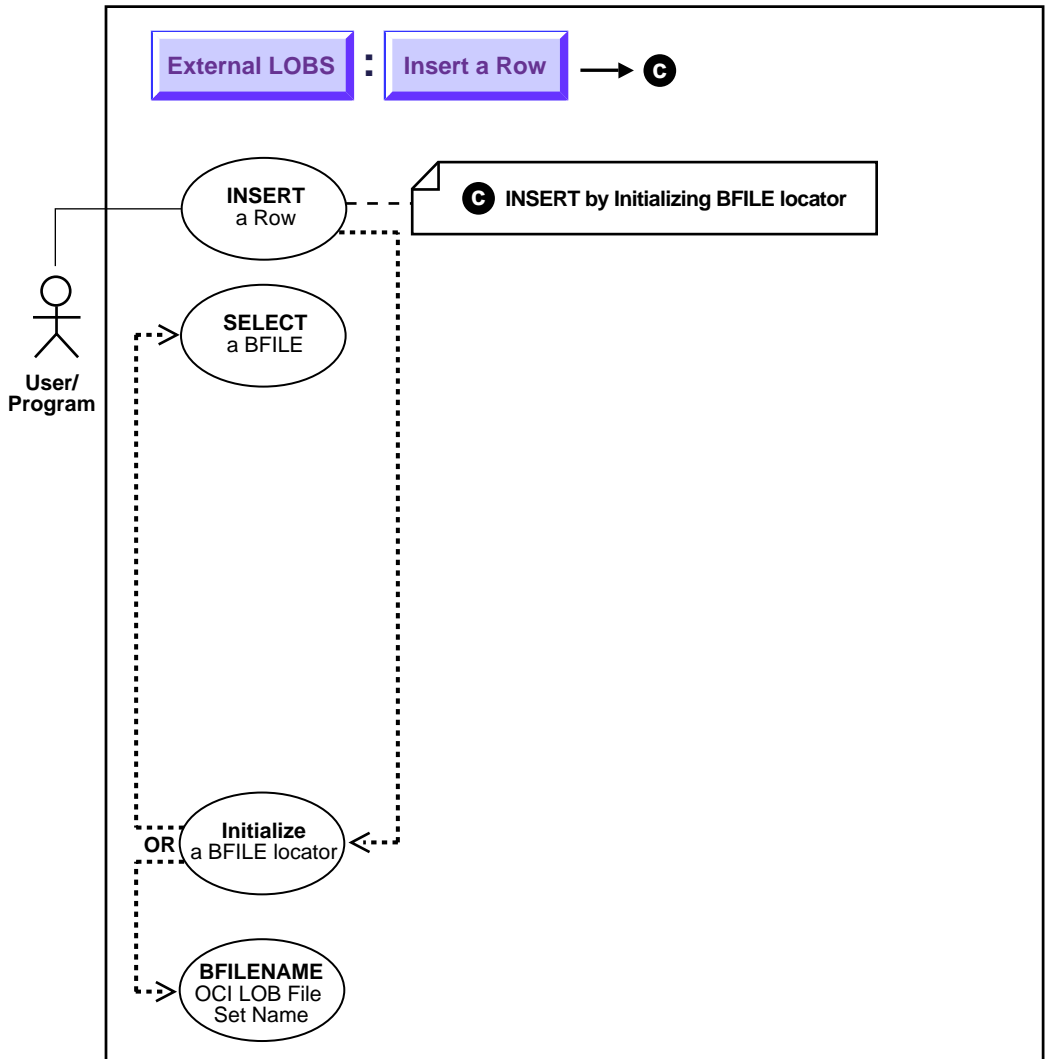 External LOBS : Insert a Row C
INSERT
a Row
C INSERT by Initializing BFILE locator
SELECT
a BFILE
User/
Program
Initialize
OR
a BFILE locator
BFILENAME
OCI LOB File
Set Name